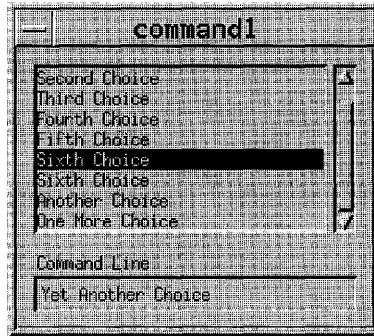 command1
Second Choice
Third Choice
Fourth Choice
Fifth Choice
Sixth Choice
Sixth Choice
Another Choice
One More Choice
Command Line
Yet Another Choice